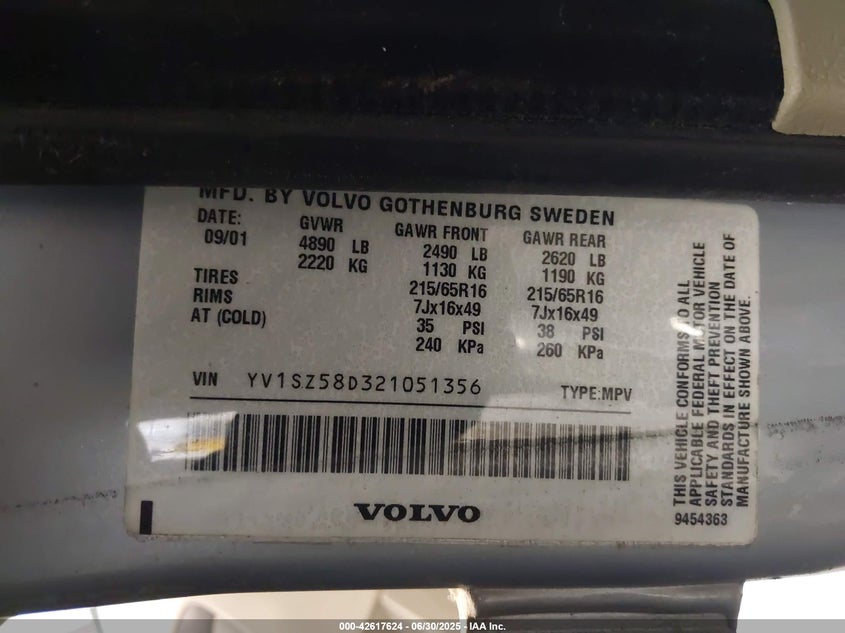 MFD. BY VOLVO GOTHENBURG SWEDEN
DATE: GVWR GAWR FRONT GAWR REAR
09/01 4890 LB 2490 LB 2620 LB
2220 KG 1130 KG 1190 KG
TIRES 215/65R16 215/65R16
RIMS 7Jx16x49 7Jx16x49
AT (COLD) 35 PSI 38 PSI
240 KPa 260 KPa
VIN YV1SZ58D321051356 TYPE:MPV
VOLVO
THIS VEHICLE CONFORMS TO ALL
APPLICABLE FEDERAL MOTOR VEHICLE
SAFETY AND THEFT PREVENTION
STANDARDS IN EFFECT ON THE DATE OF
MANUFACTURE SHOWN ABOVE.
9454363
000-42617624 / 06/30/2025 - IAA Inc.